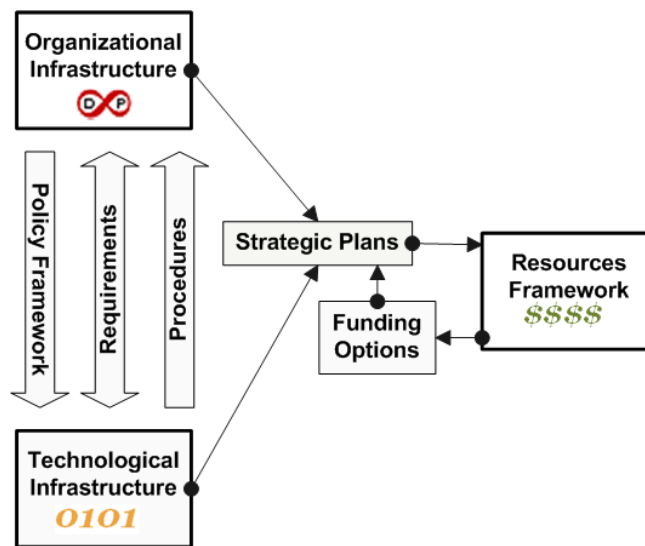 Organizational
Infrastructure
D P
Policy Framework
Requirements
Procedures
Strategic Plans
Resources
Framework
$$$$
Funding
Options
Technological
Infrastructure
0101